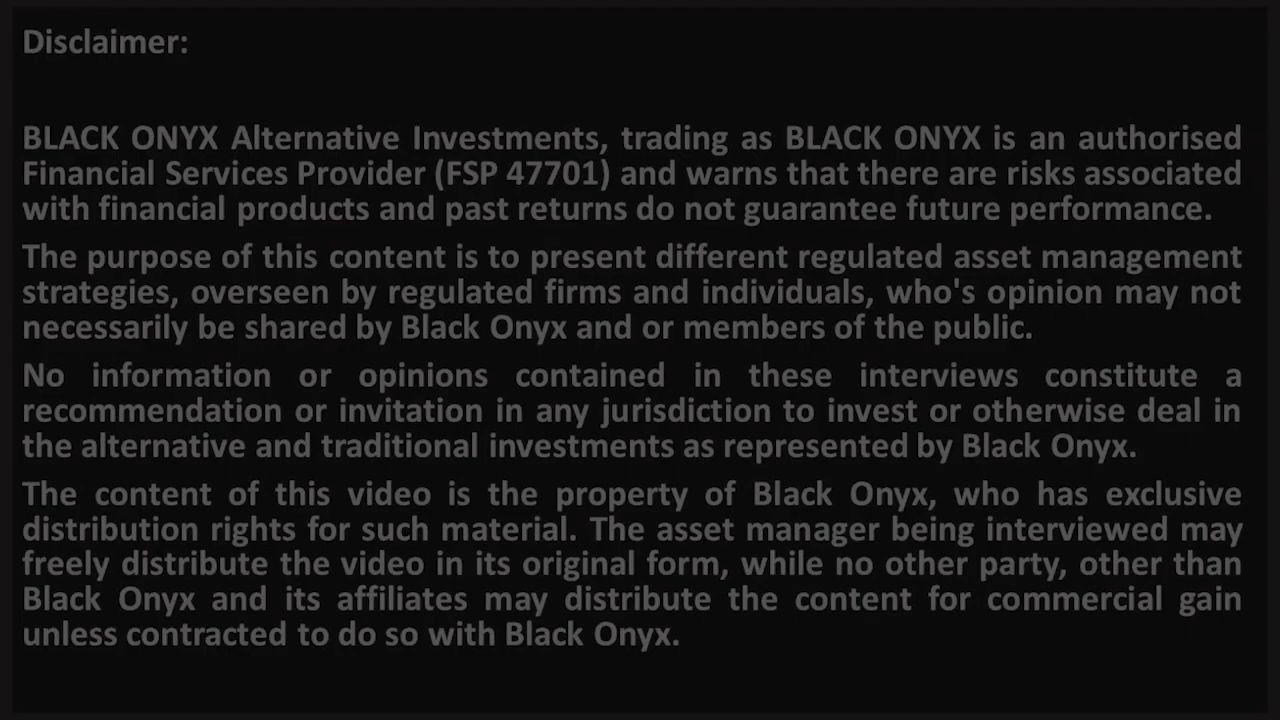 Disclaimer:
BLACK ONYX Alternative Investments, trading as BLACK ONYX is an authorised
Financial Services Provider (FSP 47701) and warns that there are risks associated
with financial products and past returns do not guarantee future performance.
The purpose of this content is to present different regulated asset management
strategies, overseen by regulated firms and individuals, who's opinion may not
necessarily be shared by Black Onyx and or members of the public.
No information or opinions contained in these interviews constitute a
recommendation or invitation in any jurisdiction to invest or otherwise deal in
the alternative and traditional investments as represented by Black Onyx.
The content of this video is the property of Black Onyx, who has exclusive
distribution rights for such material. The asset manager being interviewed may
freely distribute the video in its original form, while no other party, other than
Black Onyx and its affiliates may distribute the content for commercial gain
unless contracted to do so with Black Onyx.